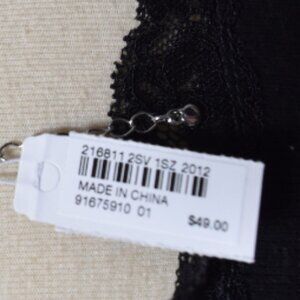 216811 2SV 1SZ 2012
MADE IN CHINA
91675910 01
$49.00